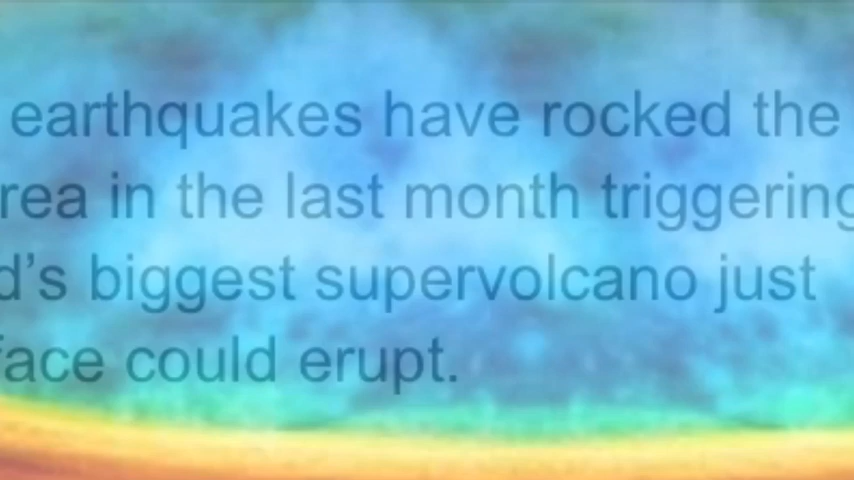 earthquakes have rocked the
rea in the last month triggering
d’s biggest supervolcano just
face could erupt.